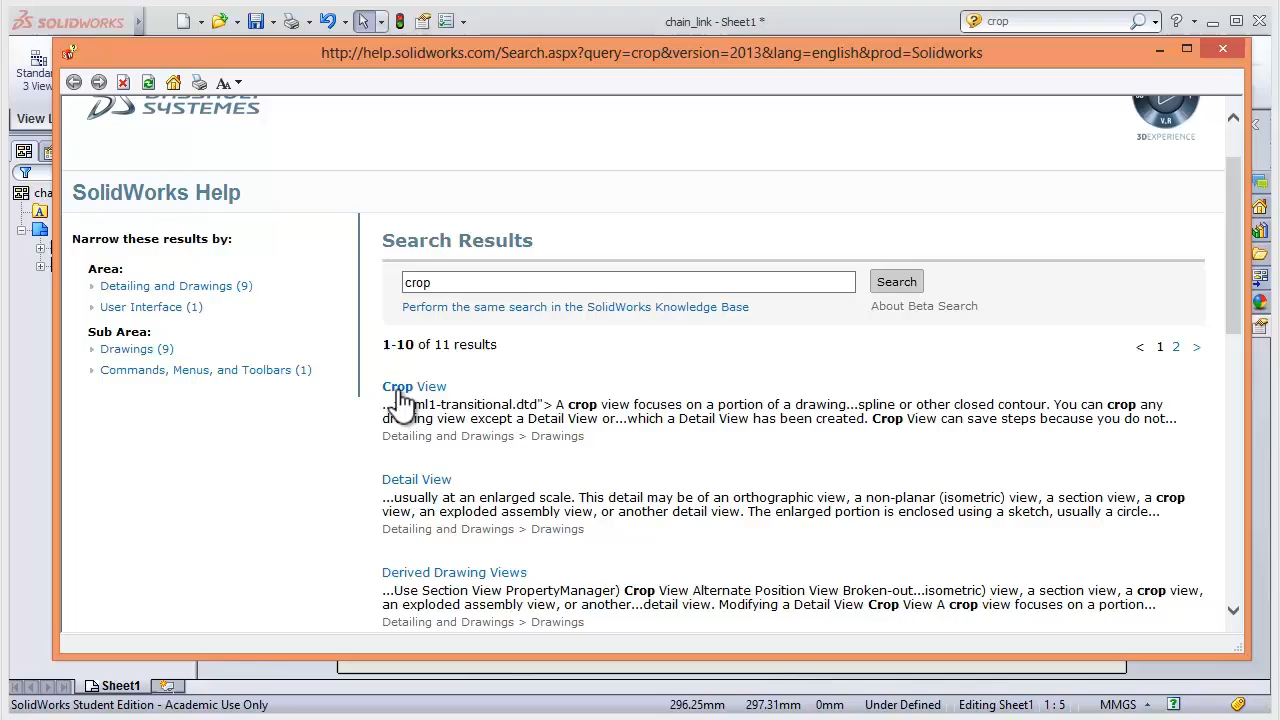 SOLIDWORKS
chain_link - Sheet1 *
crop
http://help.solidworks.com/Search.aspx?query=crop&version=2013&lang=english&prod=Solidworks
Standar
3 View
View L
cha
SYSTEMES
V.R
3DEXPERIENCE
SolidWorks Help
Narrow these results by:
Area:
Detailing and Drawings (9)
User Interface (1)
Sub Area:
Drawings (9)
Commands, Menus, and Toolbars (1)
Search Results
crop
Search
Perform the same search in the SolidWorks Knowledge Base
About Beta Search
1-10 of 11 results
< 1 2 >
Crop View
ml1-transitional.dtd"> A crop view focuses on a portion of a drawing...spline or other closed contour. You can crop any
view except a Detail View or...which a Detail View has been created. Crop View can save steps because you do not...
Detailing and Drawings > Drawings
Detail View
...usually at an enlarged scale. This detail may be of an orthographic view, a non-planar (isometric) view, a section view, a crop
view, an exploded assembly view, or another detail view. The enlarged portion is enclosed using a sketch, usually a circle...
Detailing and Drawings > Drawings
Derived Drawing Views
...Use Section View PropertyManager) Crop View Alternate Position View Broken-out...isometric) view, a section view, a crop view,
an exploded assembly view, or another...detail view. Modifying a Detail View Crop View A crop view focuses on a portion...
Detailing and Drawings > Drawings
Sheet1
SolidWorks Student Edition - Academic Use Only
296.25mm
297.31mm
0mm
Under Defined
Editing Sheet1
1 : 5
MMGS